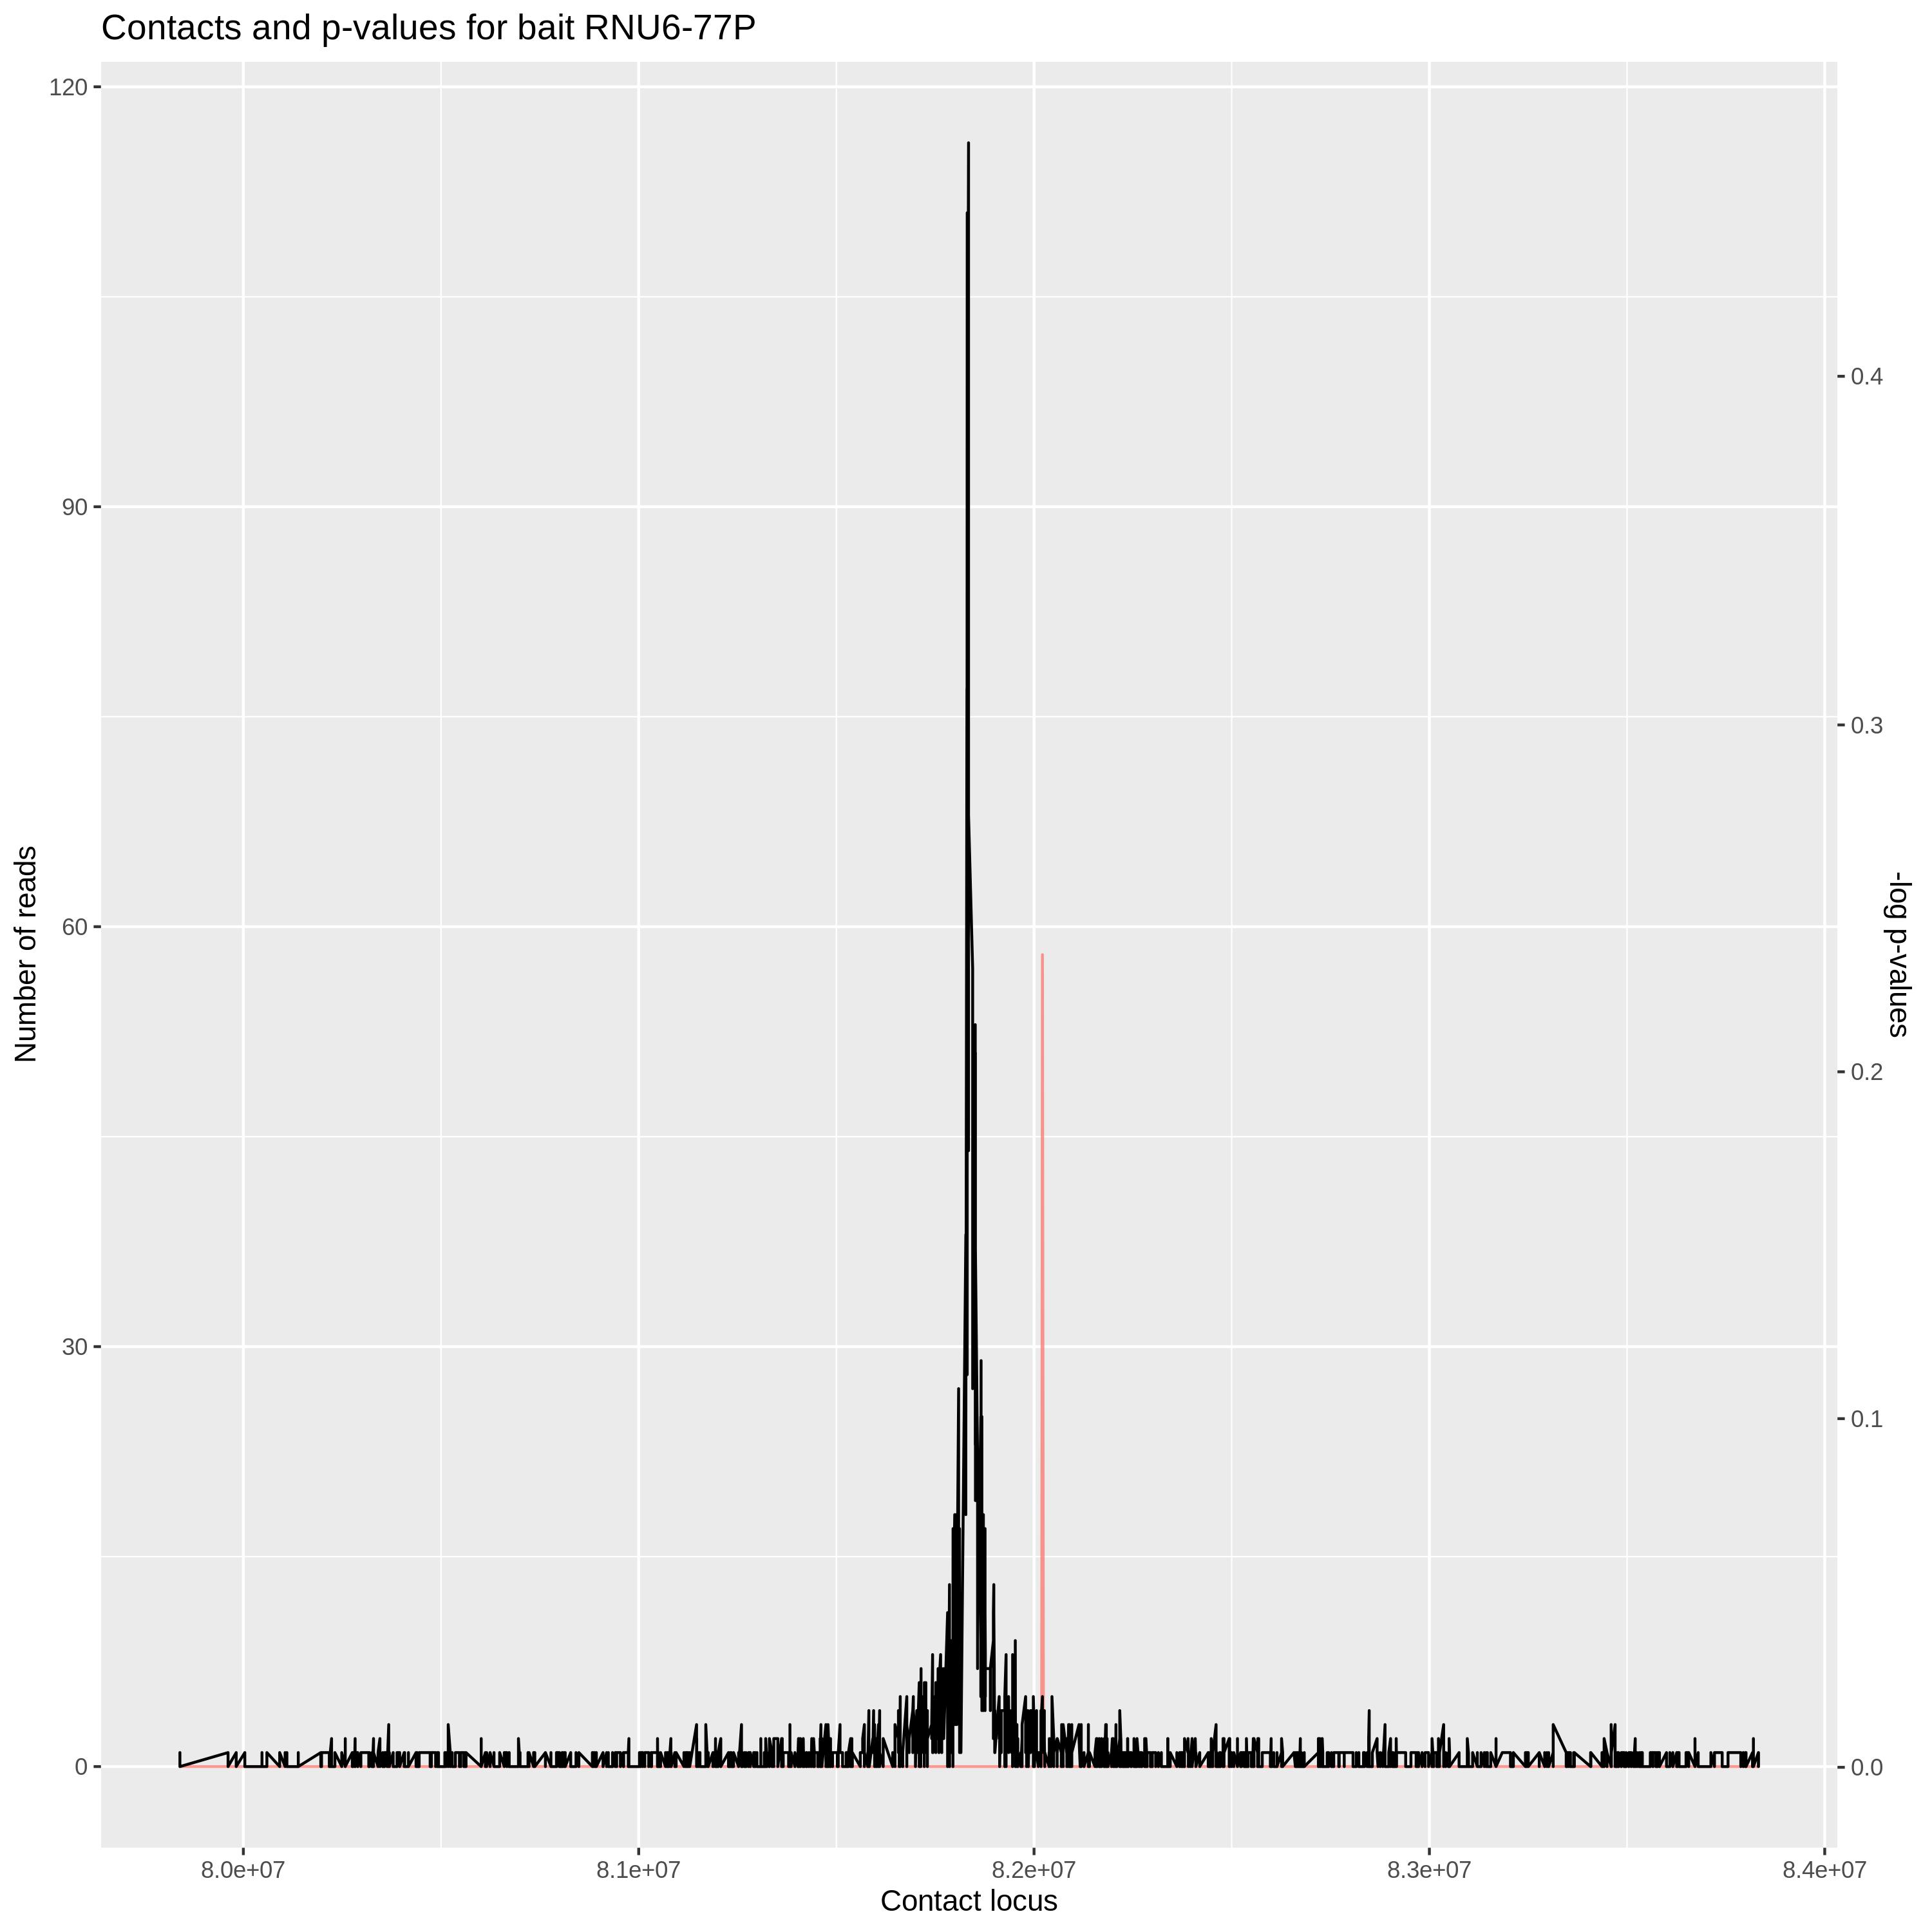 Contacts and p-values for bait RNU6-77P
120
90
60
30
0
Number of reads
0.4
0.3
0.2
0.1
0.0
-log p-values
8.0e+07
8.1e+07
8.2e+07
8.3e+07
8.4e+07
Contact locus